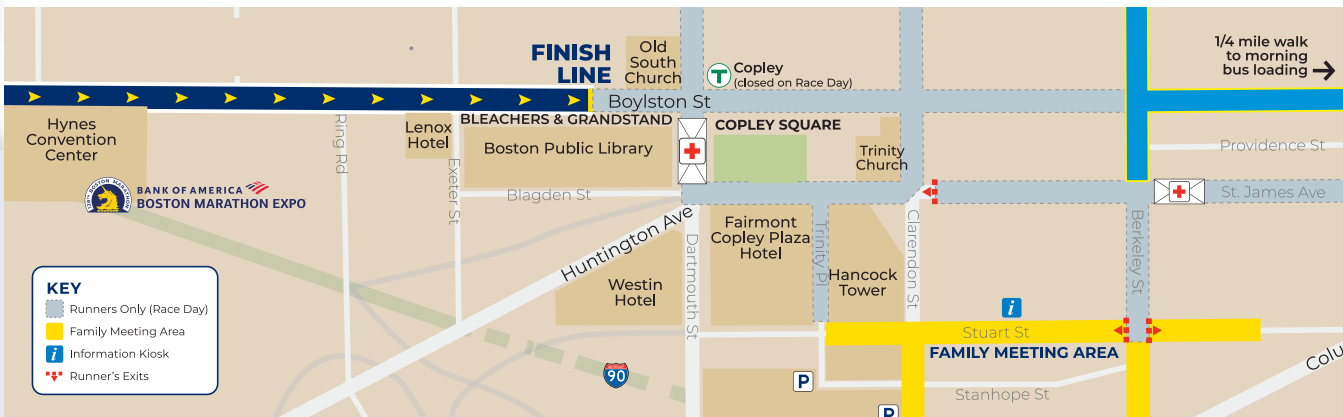 FINISH
LINE
Old
South
Church
T
Copley
(closed on Race Day)
1/4 mile walk
to morning
bus loading
Boylston St
BLEACHERS & GRANDSTAND
COPLEY SQUARE
Hynes
Convention
Center
Ring Rd
Lenox
Hotel
Exeter St
Boston Public Library
Trinity
Church
Providence St
BANK OF AMERICA
BOSTON MARATHON EXPO
Blagden St
St. James Ave
Huntington Ave
Dartmouth St
Fairmont
Copley Plaza
Hotel
Trinity Pl
Clarendon St
Berkeley St
Westin
Hotel
Hancock
Tower
KEY
Runners Only (Race Day)
Family Meeting Area
i Information Kiosk
Runner's Exits
i
Stuart St
FAMILY MEETING AREA
90
P
Stanhope St
P
Colu